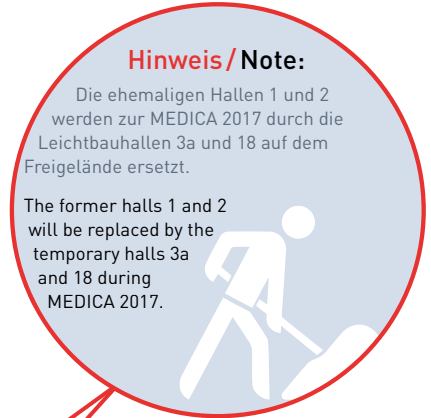 Hinweis / Note:
Die ehemaligen Hallen 1 und 2
werden zur MEDICA 2017 durch die
Leichtbauhallen 3a und 18 auf dem
Freigelände ersetzt.
The former halls 1 and 2
will be replaced by the
temporary halls 3a
and 18 during
MEDICA 2017.